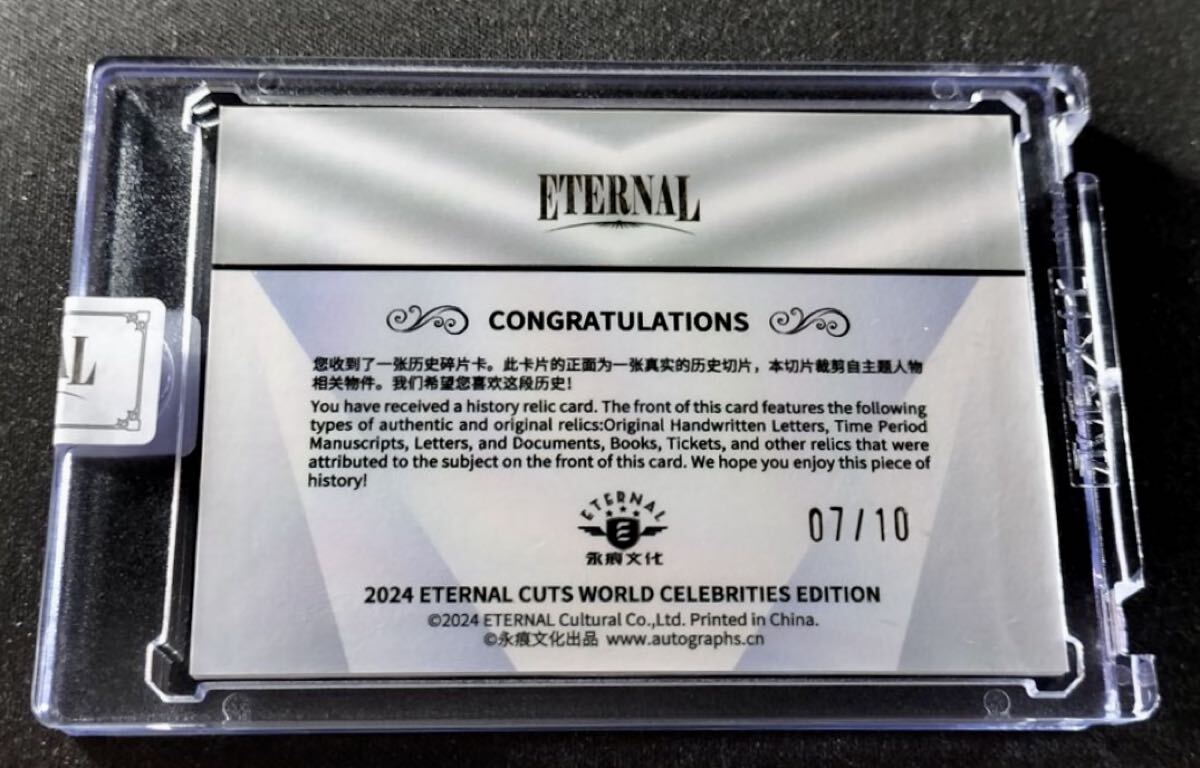 ETERNAL
CONGRATULATIONS
您收到了一张历史碎片卡。此卡片的正面为一张真实的历史切片，本切片裁剪自主题人物
相关物件。我们希望您喜欢这段历史！
You have received a history relic card. The front of this card features the following
types of authentic and original relics:Original Handwritten Letters, Time Period
Manuscripts, Letters, and Documents, Books, Tickets, and other relics that were
attributed to the subject on the front of this card. We hope you enjoy this piece of
history!
ETERNAL
永痕文化
07/10
2024 ETERNAL CUTS WORLD CELEBRITIES EDITION
©2024 ETERNAL Cultural Co.,Ltd. Printed in China.
©永痕文化出品 www.autographs.cn
AL